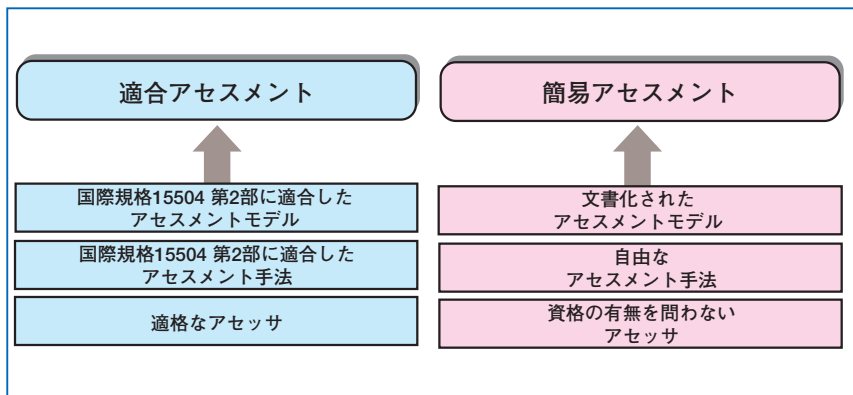 適合アセスメント
国際規格15504 第2部に適合した
アセスメントモデル
国際規格15504 第2部に適合した
アセスメント手法
適格なアセッサ
簡易アセスメント
文書化された
アセスメントモデル
自由な
アセスメント手法
資格の有無を問わない
アセッサ